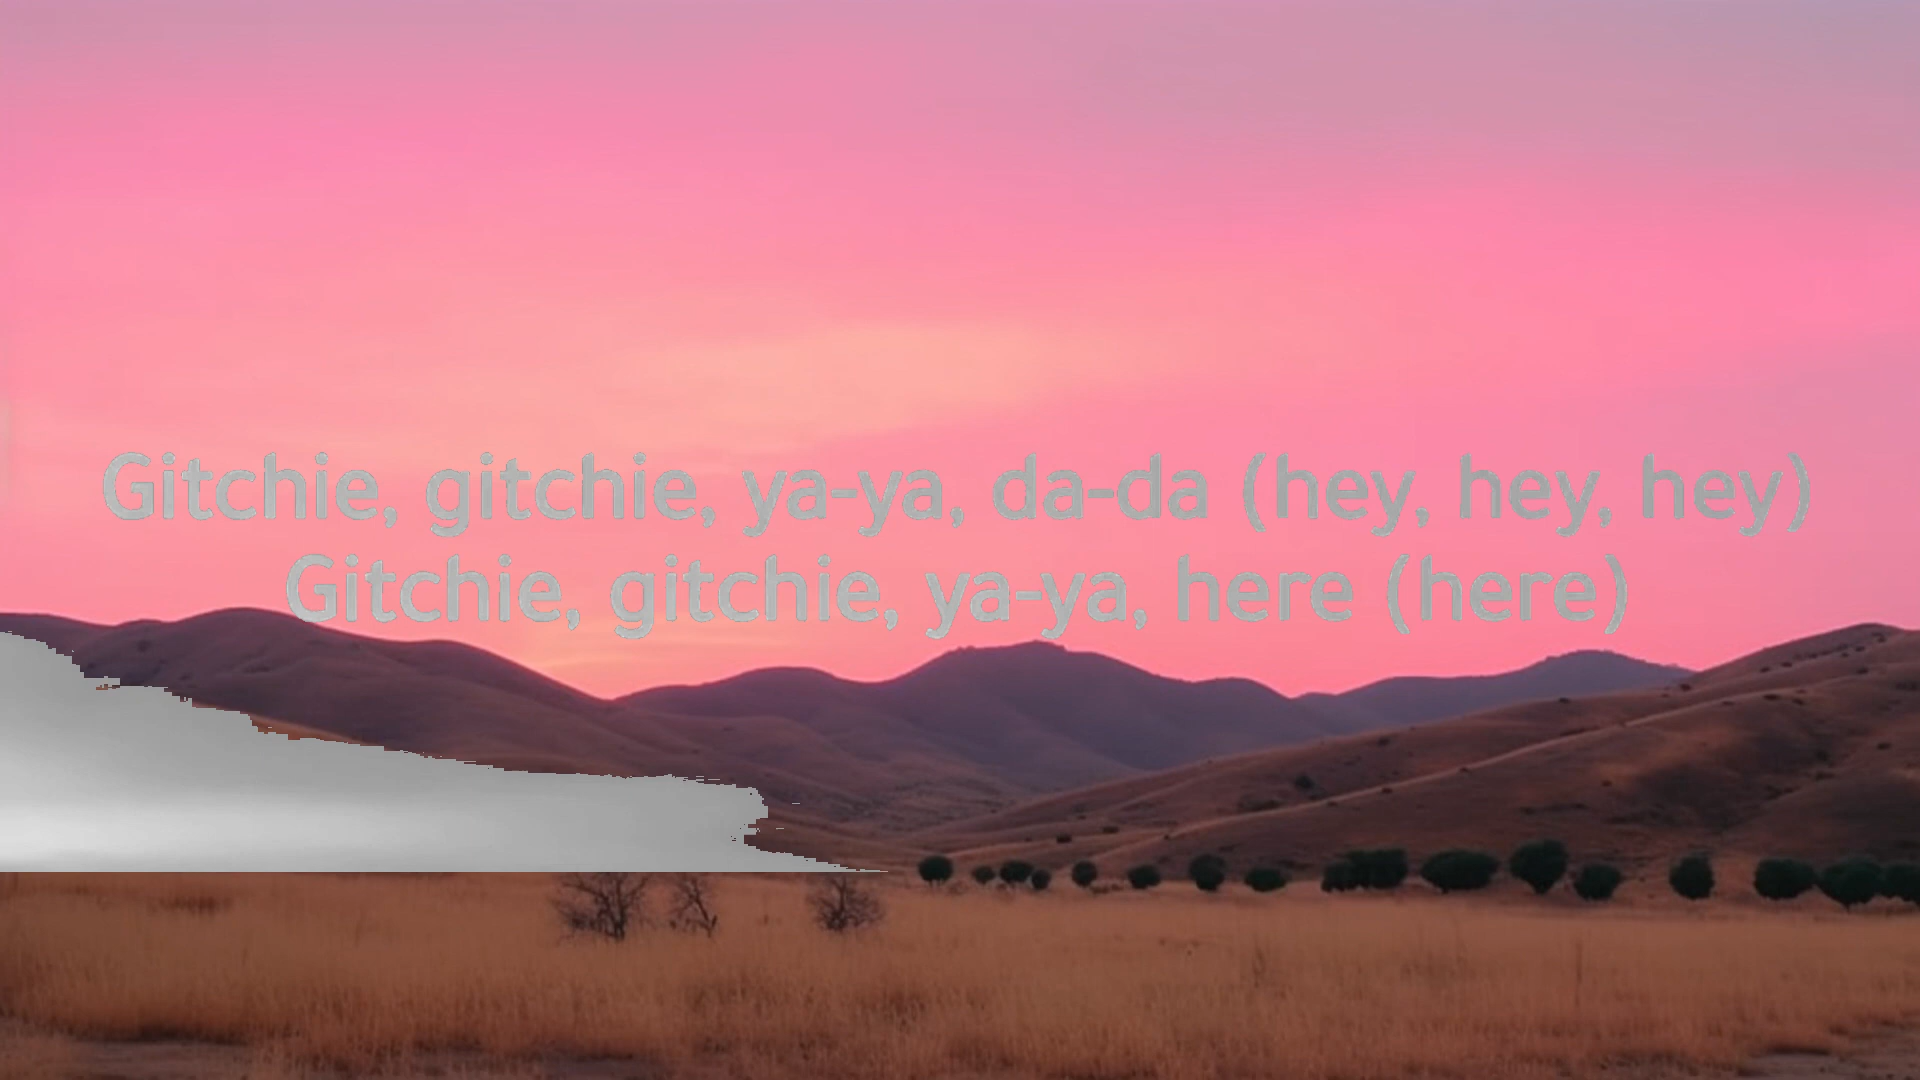 Gitchie, gitchie, ya-ya, da-da (hey, hey, hey)
Gitchie, gitchie, ya-ya, here (here)